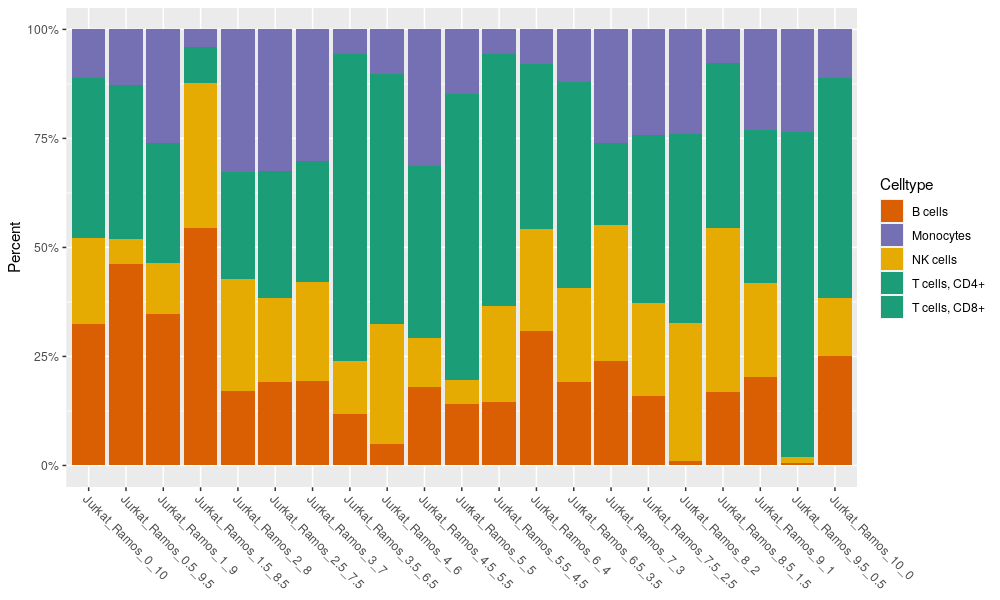 100%
75%
50%
25%
0%
Percent
Jurkat_Ramos_0_10
Jurkat_Ramos_0.5_9.5
Jurkat_Ramos_1_9
Jurkat_Ramos_1.5_8.5
Jurkat_Ramos_2_8
Jurkat_Ramos_2.5_7.5
Jurkat_Ramos_3_7
Jurkat_Ramos_3.5_6.5
Jurkat_Ramos_4_6
Jurkat_Ramos_4.5_5.5
Jurkat_Ramos_5_5
Jurkat_Ramos_5.5_4.5
Jurkat_Ramos_6_4
Jurkat_Ramos_6.5_3.5
Jurkat_Ramos_7_3
Jurkat_Ramos_7.5_2.5
Jurkat_Ramos_8_2
Jurkat_Ramos_8.5_1.5
Jurkat_Ramos_9_1
Jurkat_Ramos_9.5_0.5
Jurkat_Ramos_10_0
Celltype
B cells
Monocytes
NK cells
T cells, CD4+
T cells, CD8+